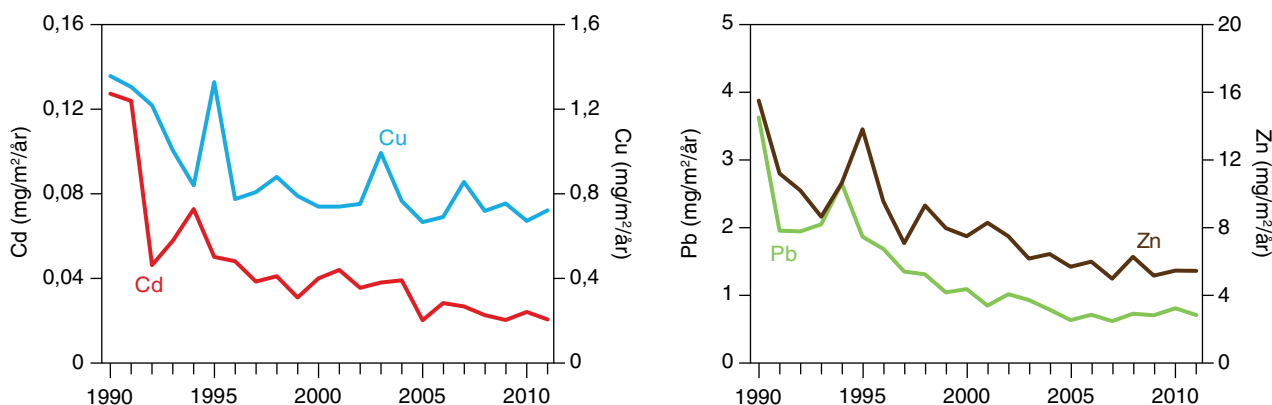 0,16
0,12
0,08
0,04
0
Cd (mg/m²/år)
1,6
1,2
0,8
0,4
0
Cu (mg/m²/år)
Cu
Cd
1990 1995 2000 2005 2010
5
4
3
2
1
0
Pb (mg/m²/år)
20
16
12
8
4
0
Zn (mg/m²/år)
Zn
Pb
1990 1995 2000 2005 2010